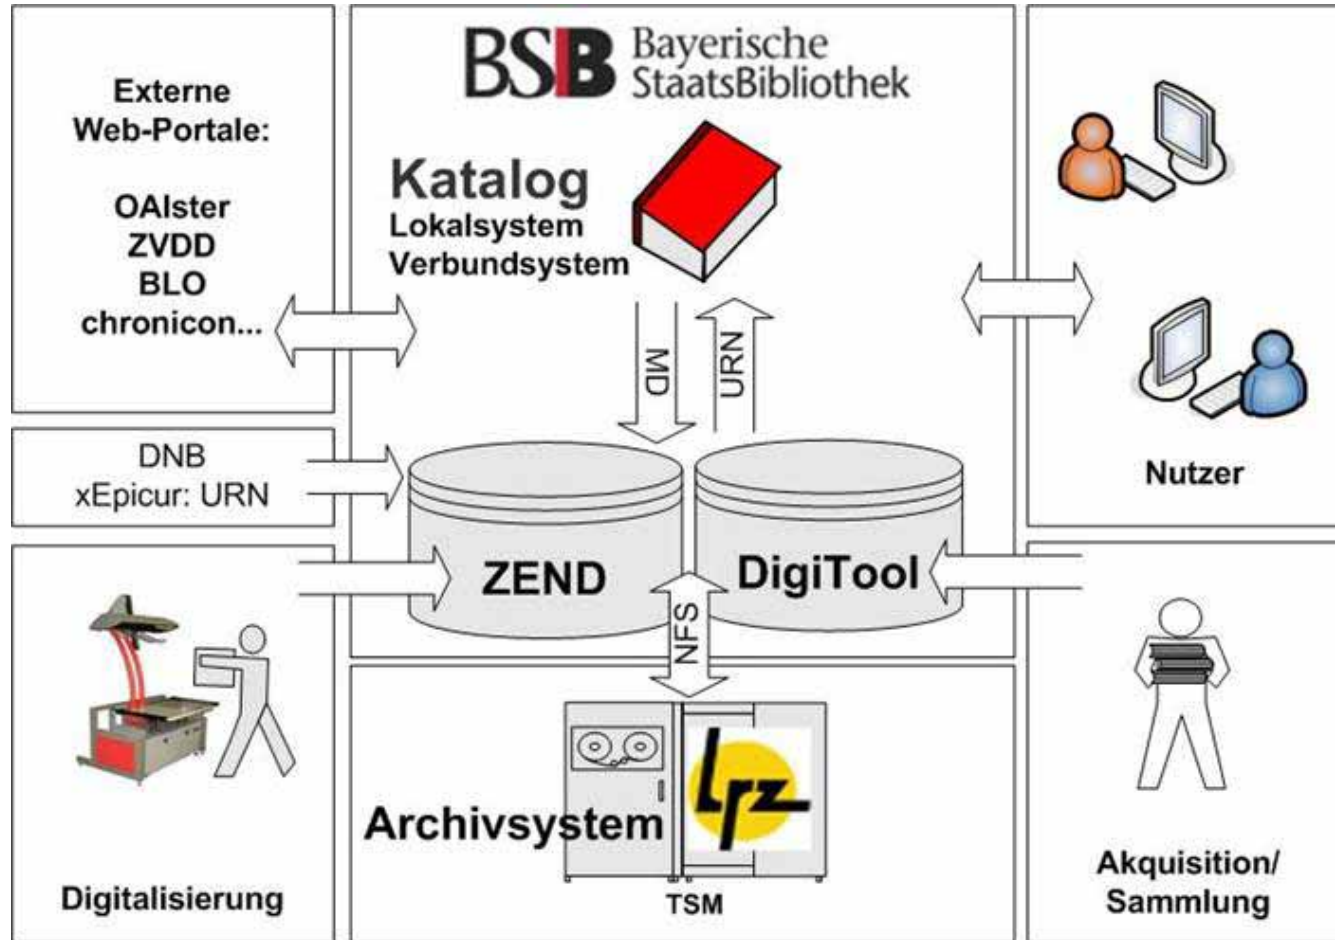 Externe
Web-Portale:
OAIster
ZVDD
BLO
chronicon...
BSB Bayerische
StaatsBibliothek
Katalog
Lokalsystem
Verbundsystem
MD
URN
Nutzer
DNB
xEpicur: URN
ZEND
DigiTool
NFS
Digitalisierung
Archivsystem
lrz
TSM
Akquisition/
Sammlung